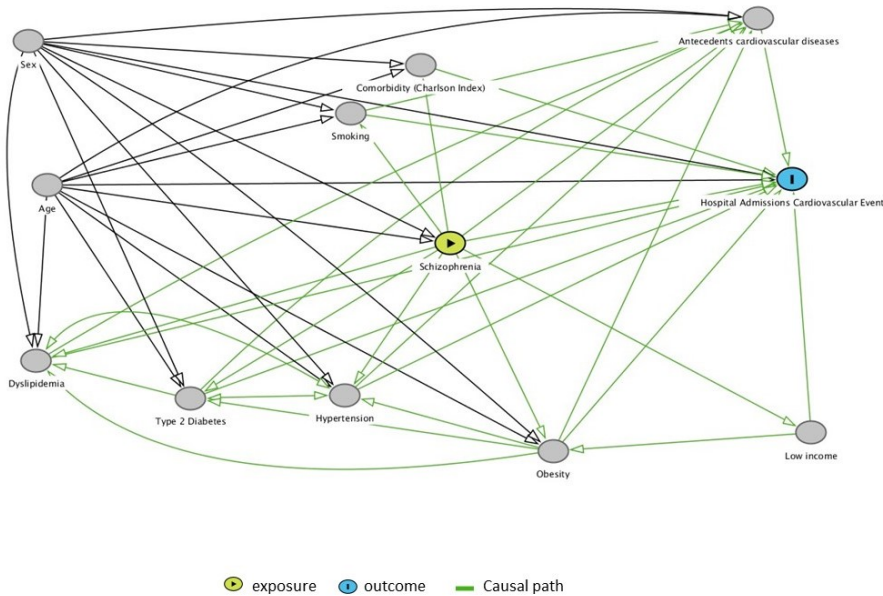 Antecedents cardiovascular diseases
Sex
Comorbidity (Charlson Index)
Smoking
Hospital Admissions Cardiovascular Event
Age
Schizophrenia
Dyslipidemia
Type 2 Diabetes
Hypertension
Low income
Obesity
exposure
outcome
Causal path